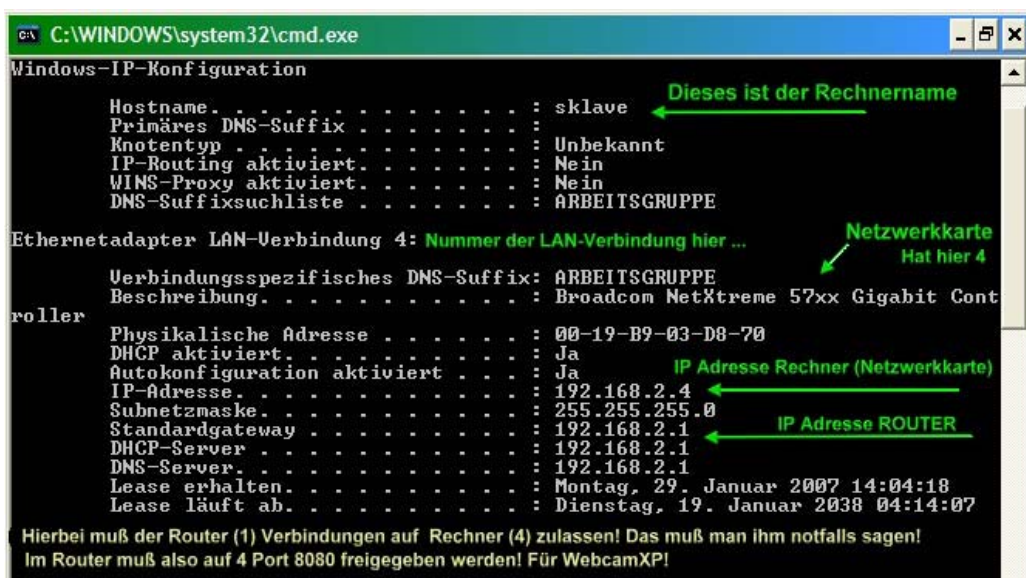 C:\WINDOWS\system32\cmd.exe
Windows-IP-Konfiguration
Hostname. . . . . . . . . . . . . . : sklave
Dieses ist der Rechnername
Primäres DNS-Suffix . . . . . . . :
Knotentyp . . . . . . . . . . . . : Unbekannt
IP-Routing aktiviert. . . . . . . : Nein
WINS-Proxy aktiviert. . . . . . . : Nein
DNS-Suffixsuchliste . . . . . . . : ARBEITSGRUPPE
Ethernetadapter LAN-Verbindung 4: Nummer der LAN-Verbindung hier ...
Netzwerkkarte
Hat hier 4
Verbindungsspezifisches DNS-Suffix: ARBEITSGRUPPE
Beschreibung. . . . . . . . . . . : Broadcom NetXtreme 57xx Gigabit Cont
roller
Physikalische Adresse . . . . . . : 00-19-B9-03-D8-70
DHCP aktiviert. . . . . . . . . . : Ja
Autokonfiguration aktiviert . . . : Ja
IP Adresse Rechner (Netzwerkkarte)
IP-Adresse. . . . . . . . . . . . : 192.168.2.4
Subnetzmaske. . . . . . . . . . . : 255.255.255.0
Standardgateway . . . . . . . . . : 192.168.2.1
IP Adresse ROUTER
DHCP-Server . . . . . . . . . . . : 192.168.2.1
DNS-Server. . . . . . . . . . . . : 192.168.2.1
Lease erhalten. . . . . . . . . . : Montag, 29. Januar 2007 14:04:18
Lease läuft ab. . . . . . . . . . : Dienstag, 19. Januar 2038 04:14:07
Hierbei muß der Router (1) Verbindungen auf Rechner (4) zulassen! Das muß man ihm notfalls sagen!
Im Router muß also auf 4 Port 8080 freigegeben werden! Für WebcamXP!